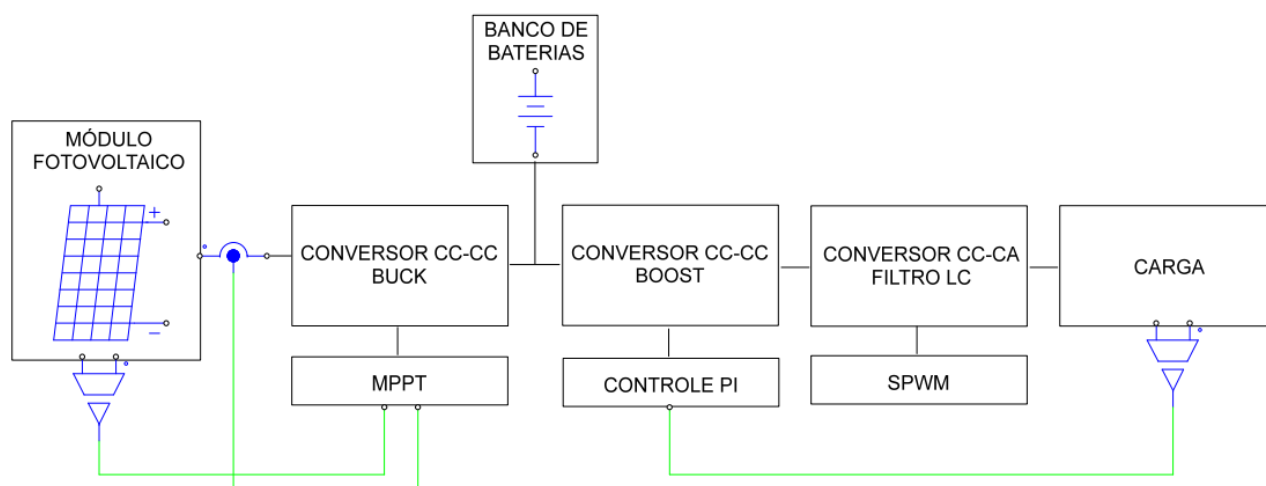 BANCO DE
BATERIAS
MÓDULO
FOTOVOLTAICO
+
−
CONVERSOR CC-CC
BUCK
CONVERSOR CC-CC
BOOST
CONVERSOR CC-CA
FILTRO LC
CARGA
MPPT
CONTROLE PI
SPWM